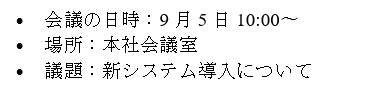 • 会議の日時：9 月 5 日 10:00～
• 場所：本社会議室
• 議題：新システム導入について